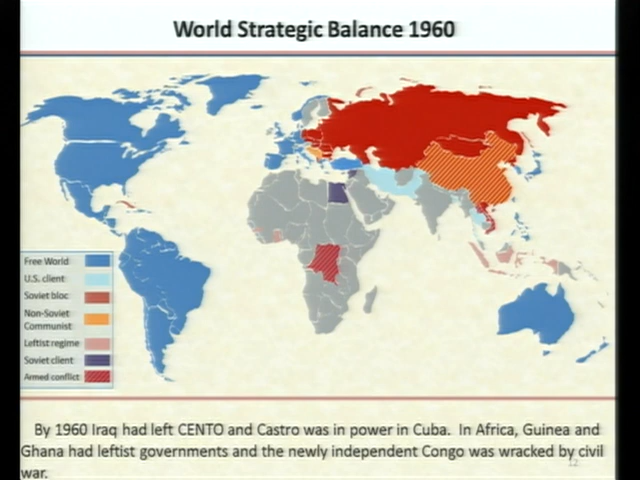 World Strategic Balance 1960
Free World
U.S. client
Soviet bloc
Non-Soviet
Communist
Leftist regime
Soviet client
Armed conflict
By 1960 Iraq had left CENTO and Castro was in power in Cuba. In Africa, Guinea and
Ghana had leftist governments and the newly independent Congo was wracked by civil
war.
12